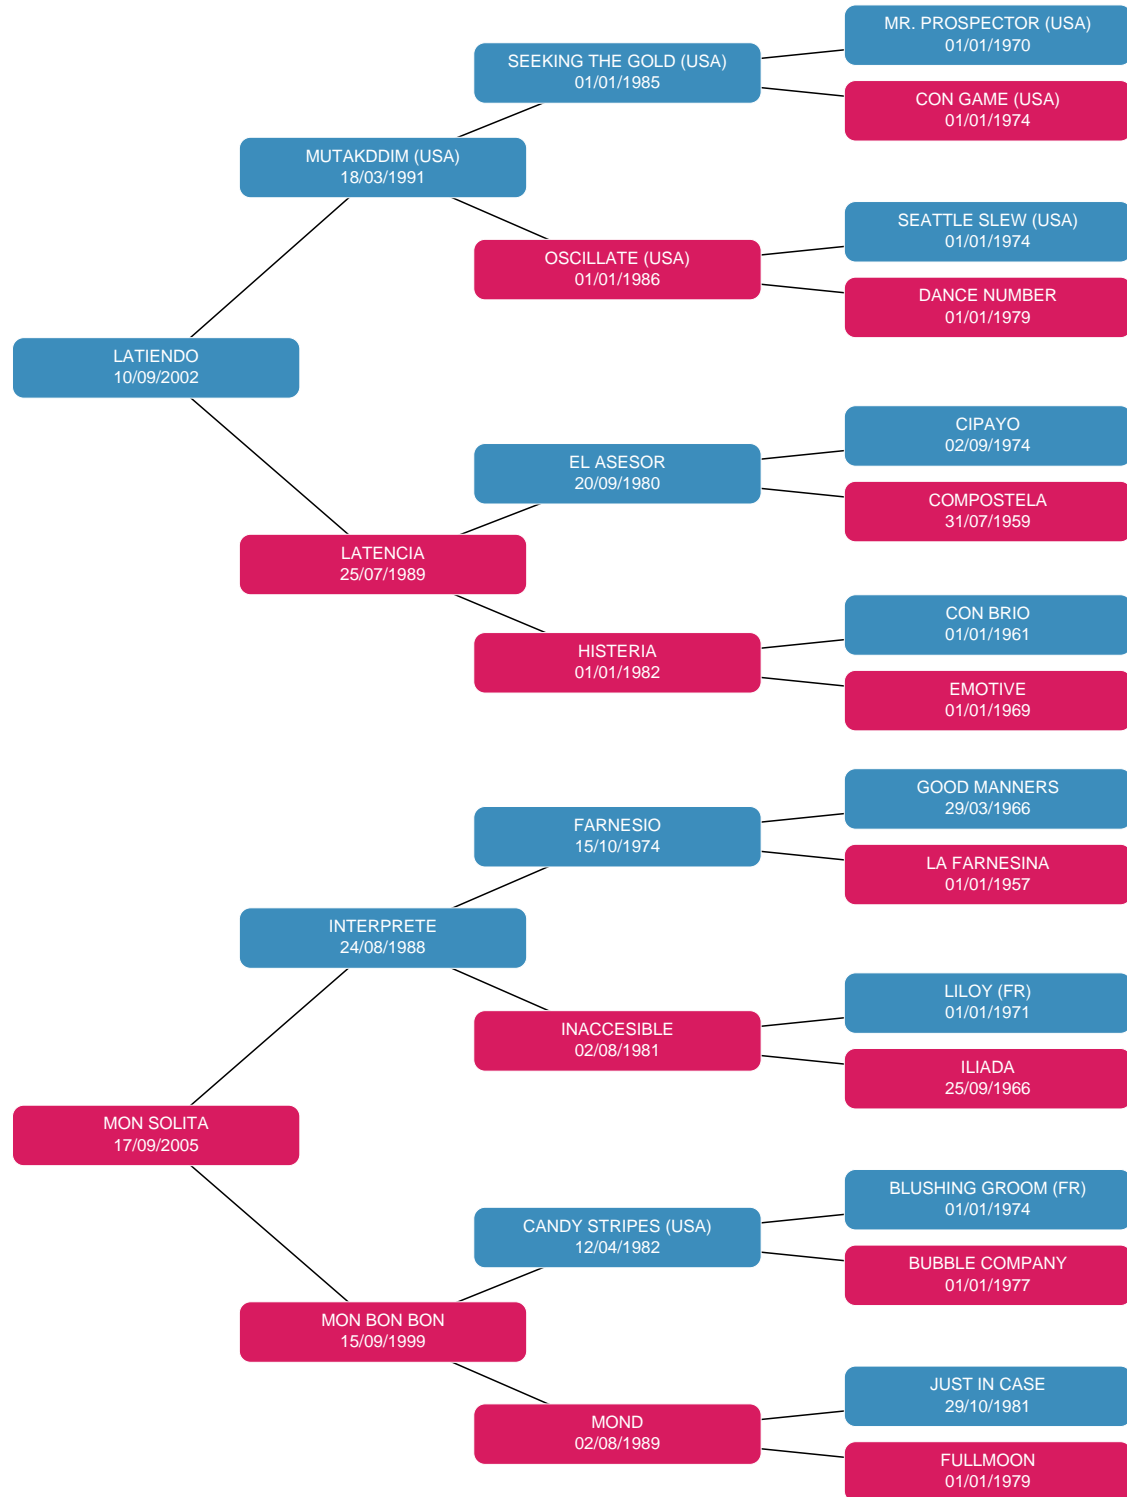 MR. PROSPECTOR (USA)
01/01/1970
SEEKING THE GOLD (USA)
01/01/1985
CON GAME (USA)
01/01/1974
MUTAKDDIM (USA)
18/03/1991
SEATTLE SLEW (USA)
01/01/1974
OSCILLATE (USA)
01/01/1986
DANCE NUMBER
01/01/1979
LATIENDO
10/09/2002
CIPAYO
02/09/1974
EL ASESOR
20/09/1980
COMPOSTELA
31/07/1959
LATENCIA
25/07/1989
CON BRIO
01/01/1961
HISTERIA
01/01/1982
EMOTIVE
01/01/1969
GOOD MANNERS
29/03/1966
FARNESIO
15/10/1974
LA FARNESINA
01/01/1957
INTERPRETE
24/08/1988
LILOY (FR)
01/01/1971
INACCESIBLE
02/08/1981
ILIADA
25/09/1966
MON SOLITA
17/09/2005
BLUSHING GROOM (FR)
01/01/1974
CANDY STRIPES (USA)
12/04/1982
BUBBLE COMPANY
01/01/1977
MON BON BON
15/09/1999
JUST IN CASE
29/10/1981
MOND
02/08/1989
FULLMOON
01/01/1979